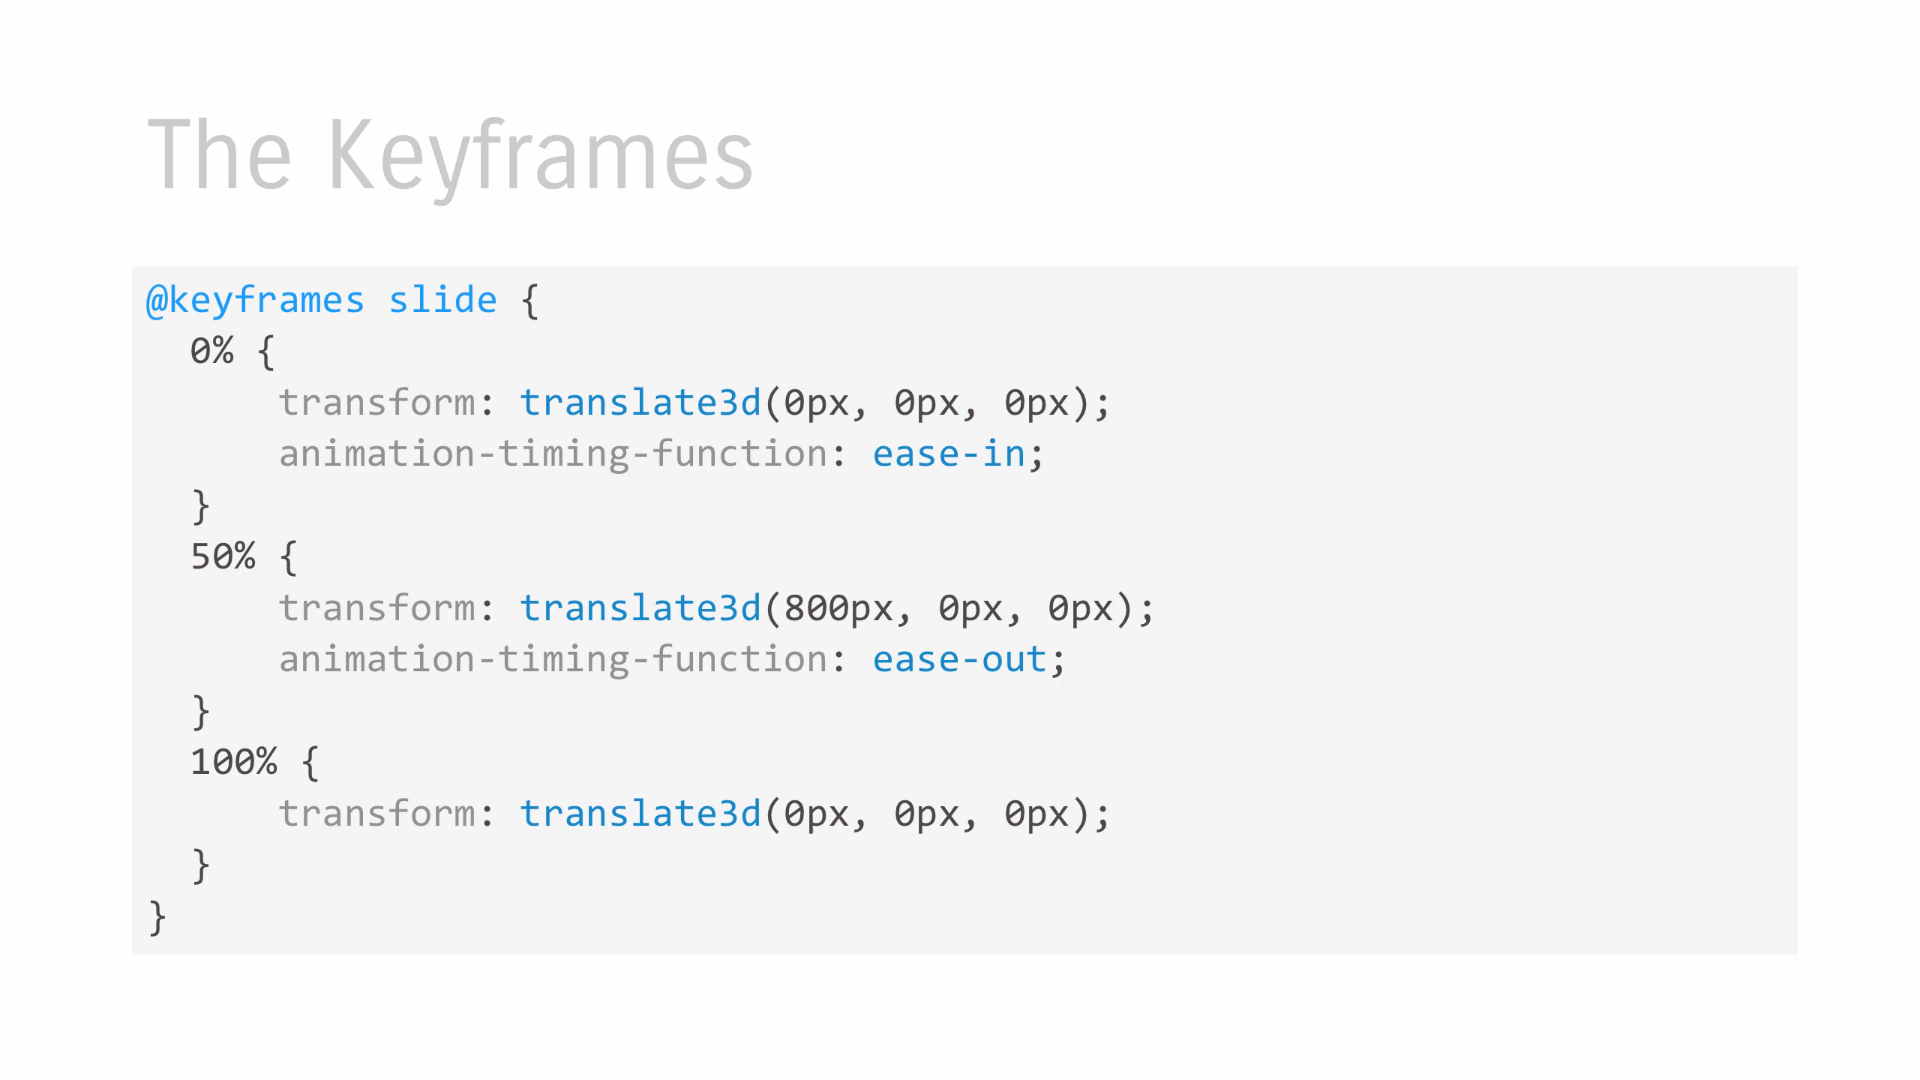 The Keyframes
@keyframes slide {
  0% {
      transform: translate3d(0px, 0px, 0px);
      animation-timing-function: ease-in;
  }
  50% {
      transform: translate3d(800px, 0px, 0px);
      animation-timing-function: ease-out;
  }
  100% {
      transform: translate3d(0px, 0px, 0px);
  }
}